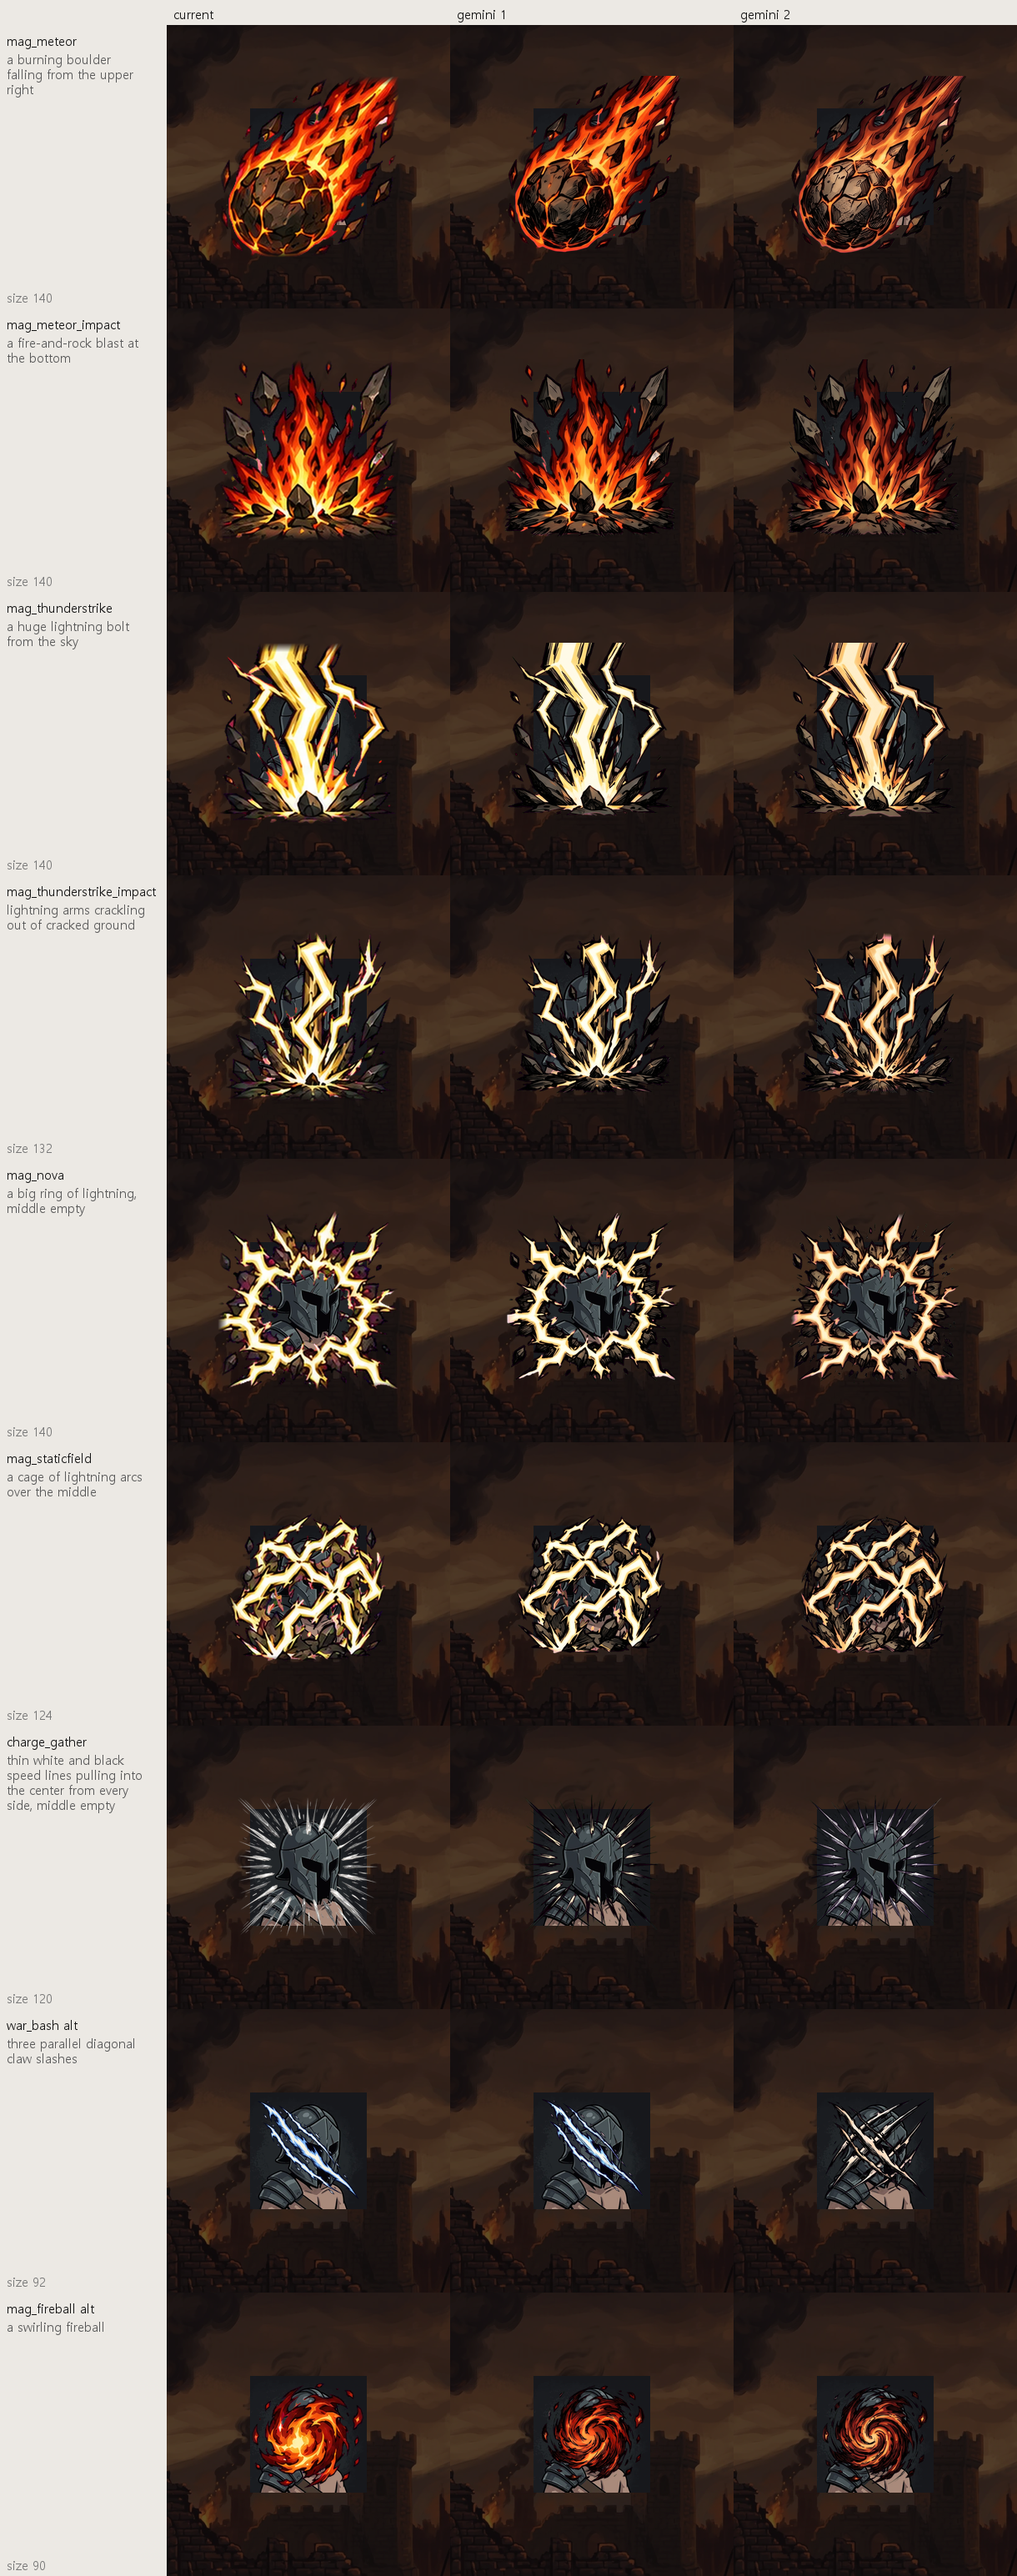 current
gemini 1
gemini 2
mag_meteor
a burning boulder
falling from the upper
right
size 140
mag_meteor_impact
a fire-and-rock blast at
the bottom
size 140
mag_thunderstrike
a huge lightning bolt
from the sky
size 140
mag_thunderstrike_impact
lightning arms crackling
out of cracked ground
size 132
mag_nova
a big ring of lightning,
middle empty
size 140
mag_staticfield
a cage of lightning arcs
over the middle
size 124
charge_gather
thin white and black
speed lines pulling into
the center from every
side, middle empty
size 120
war_bash alt
three parallel diagonal
claw slashes
size 92
mag_fireball alt
a swirling fireball
size 90